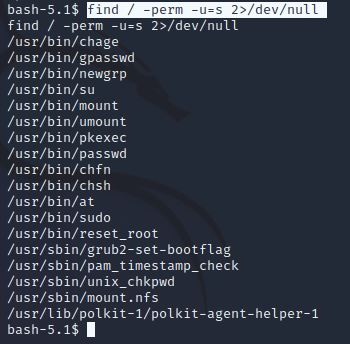 bash-5.1$ find / -perm -u=s 2>/dev/null
find / -perm -u=s 2>/dev/null
/usr/bin/chage
/usr/bin/gpasswd
/usr/bin/newgrp
/usr/bin/su
/usr/bin/mount
/usr/bin/umount
/usr/bin/pkexec
/usr/bin/passwd
/usr/bin/chfn
/usr/bin/chsh
/usr/bin/at
/usr/bin/sudo
/usr/bin/reset_root
/usr/sbin/grub2-set-bootflag
/usr/sbin/pam_timestamp_check
/usr/sbin/unix_chkpwd
/usr/sbin/mount.nfs
/usr/lib/polkit-1/polkit-agent-helper-1
bash-5.1$